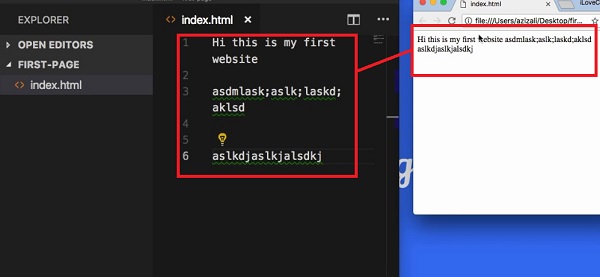 EXPLORER
OPEN EDITORS
FIRST-PAGE
index.html
index.html
1 Hi this is my first
website
2
3 asdmlask;aslk;laskd;
aklsd
4
5
6 aslkdjaslkjalsdkj
index.html
iLoveC
file:///Users/azizali/Desktop/fir...
Hi this is my first website asdmlask;aslk;laskd;aklsd
aslkdjaslkjalsdkj